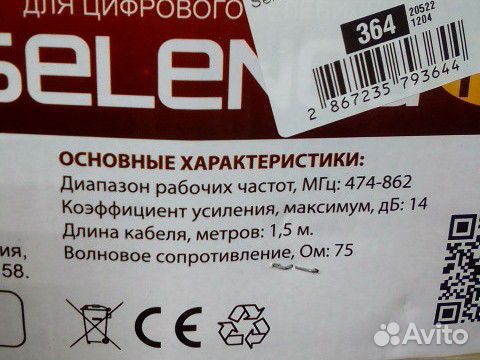 ДЛЯ ЦИФРОВОГО
364
20522
1204
SELEN
2 867235 793644
ОСНОВНЫЕ ХАРАКТЕРИСТИКИ:
Диапазон рабочих частот, МГц: 474-862
Коэффициент усиления, максимум, дБ: 14
Длина кабеля, метров: 1,5 м.
Волновое сопротивление, Ом: 75
ия,
58.
CE
Avito